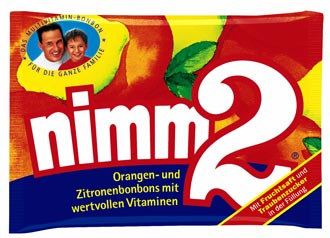 DAS MULTIVITAMIN-BONBON
FÜR DIE GANZE FAMILIE
nimm2
®
Orangen- und
Zitronenbonbons mit
wertvollen Vitaminen
Mit Fruchtsaft und
Traubenzucker
in der Füllung